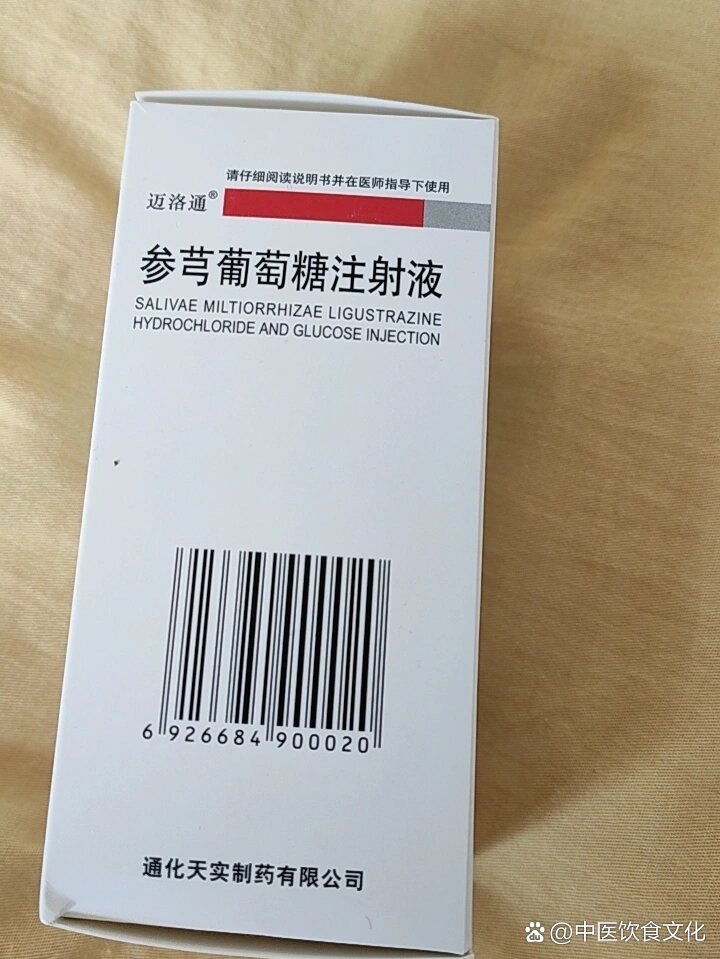 请仔细阅读说明书并在医师指导下使用
迈洛通®
参芎葡萄糖注射液
SALIVAE MILTIORRHIZAE LIGUSTRAZINE
HYDROCHLORIDE AND GLUCOSE INJECTION
6 926684 900020
通化天实制药有限公司
@中医饮食文化